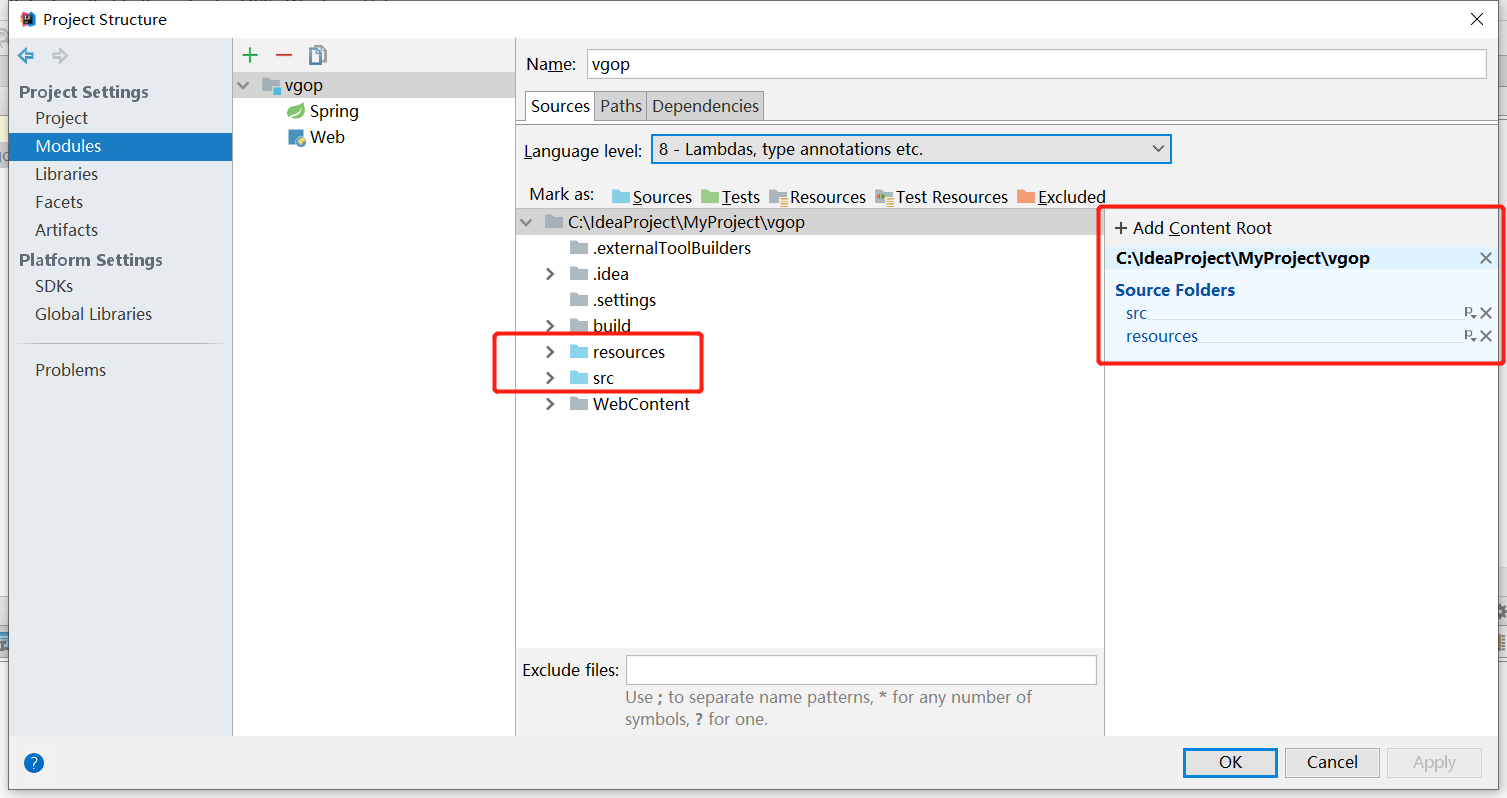 Project Structure
Project Settings
Project
Modules
Libraries
Facets
Artifacts
Platform Settings
SDKs
Global Libraries
Problems
vgop
Spring
Web
Name: vgop
Sources Paths Dependencies
Language level: 8 - Lambdas, type annotations etc.
Mark as: Sources Tests Resources Test Resources Excluded
C:\IdeaProject\MyProject\vgop
.externalToolBuilders
.idea
.settings
build
resources
src
WebContent
+ Add Content Root
C:\IdeaProject\MyProject\vgop
Source Folders
src
resources
Exclude files:
Use ; to separate name patterns, * for any number of
symbols, ? for one.
? OK Cancel Apply